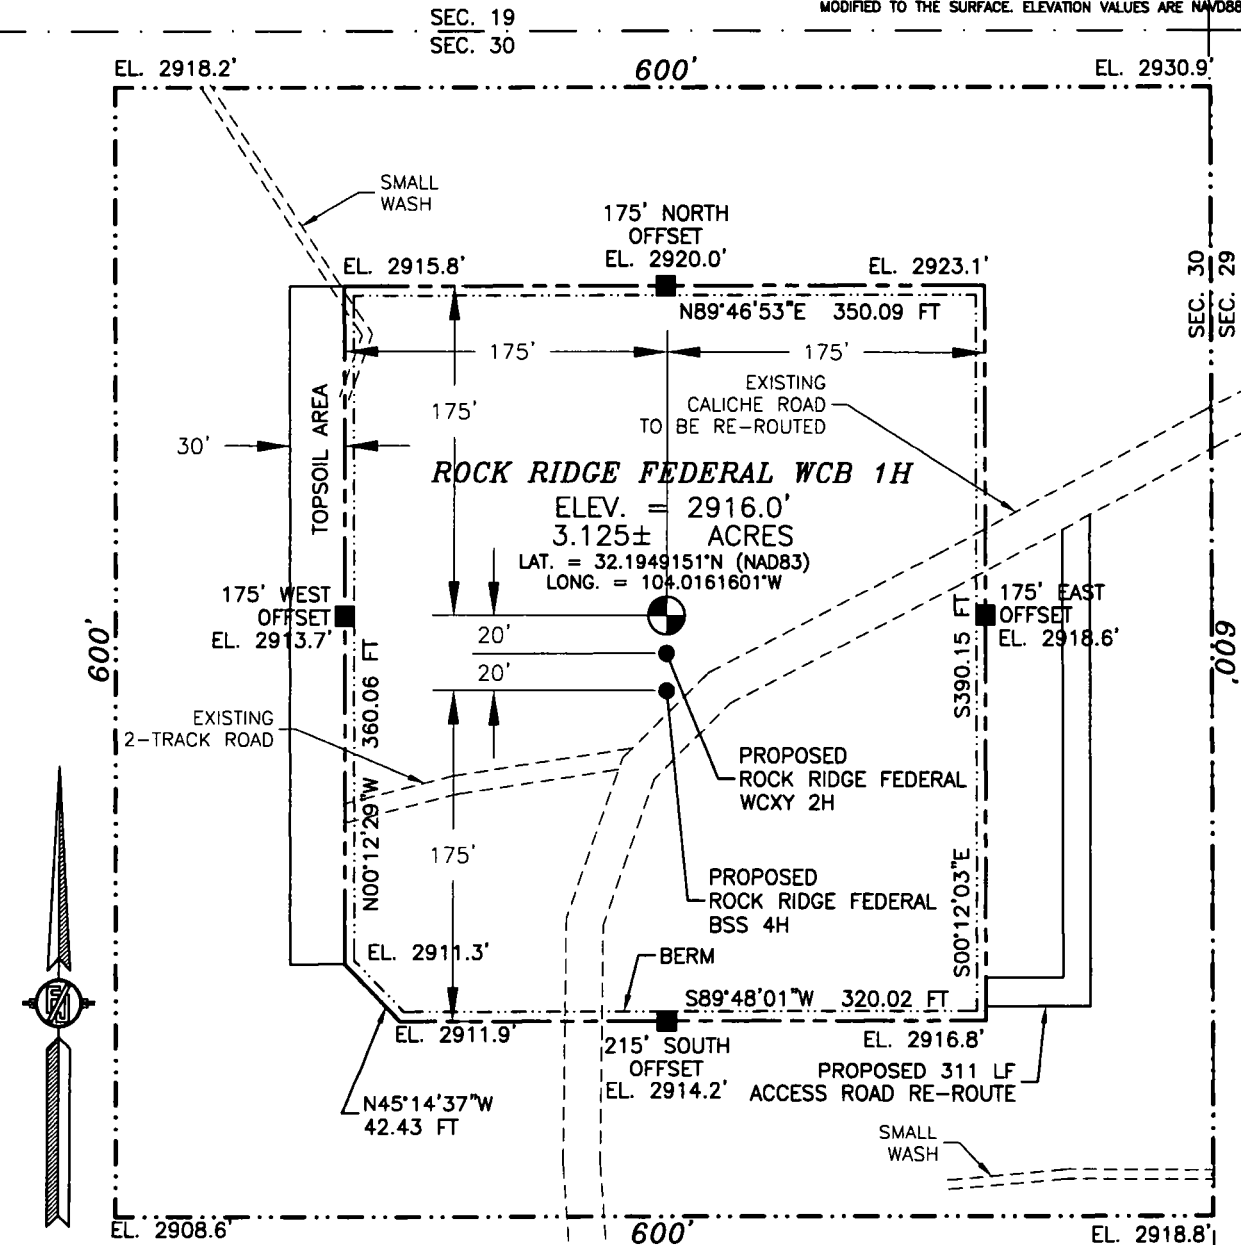 MODIFIED TO THE SURFACE. ELEVATION VALUES ARE NAVD88
SEC. 19
SEC. 30
EL. 2918.2'
600'
EL. 2930.9'
SMALL
WASH
175' NORTH
OFFSET
EL. 2920.0'
EL. 2915.8'
EL. 2923.1'
SEC. 30
SEC. 29
N89°46'53"E 350.09 FT
175'
175'
175'
EXISTING
CALICHE ROAD
TO BE RE-ROUTED
30'
TOPSOIL AREA
ROCK RIDGE FEDERAL WCB 1H
ELEV. = 2916.0'
3.125± ACRES
LAT. = 32.1949151°N (NAD83)
LONG. = 104.0161601°W
175' WEST
OFFSET
EL. 2913.7'
175' EAST
OFFSET
EL. 2918.6'
600'
600'
20'
20'
N00°12'29"W 360.06 FT
S390.15 FT
S00°12'03"E
EXISTING
2-TRACK ROAD
PROPOSED
ROCK RIDGE FEDERAL
WCXY 2H
175'
PROPOSED
ROCK RIDGE FEDERAL
BSS 4H
EL. 2911.3'
BERM
S89°48'01"W 320.02 FT
EL. 2911.9'
215' SOUTH
OFFSET
EL. 2914.2'
EL. 2916.8'
PROPOSED 311 LF
ACCESS ROAD RE-ROUTE
N45°14'37"W
42.43 FT
SMALL
WASH
EL. 2908.6'
600'
EL. 2918.8'